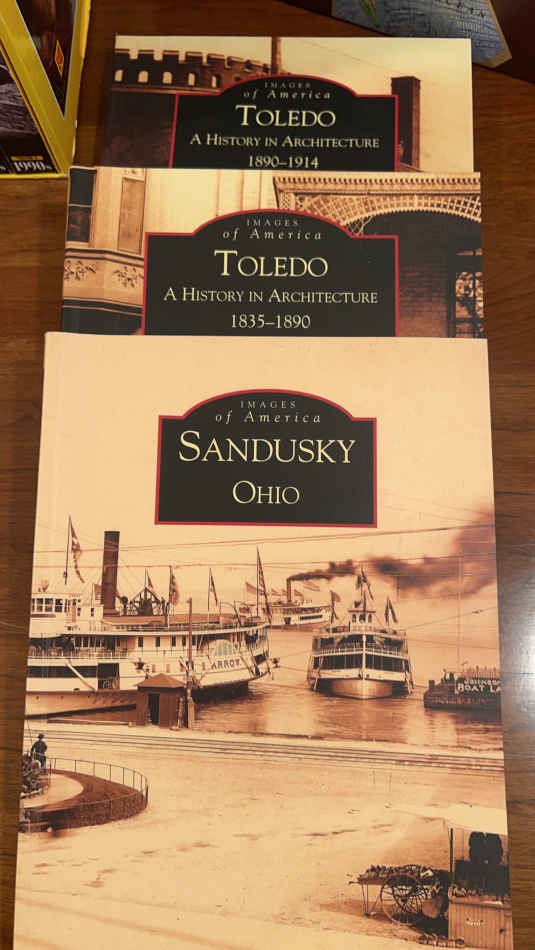 IMAGES
of America
TOLEDO
A HISTORY IN ARCHITECTURE
1890–1914
1990s
IMAGES
of America
TOLEDO
A HISTORY IN ARCHITECTURE
1835–1890
IMAGES
of America
SANDUSKY
OHIO
ARROW
BOAT